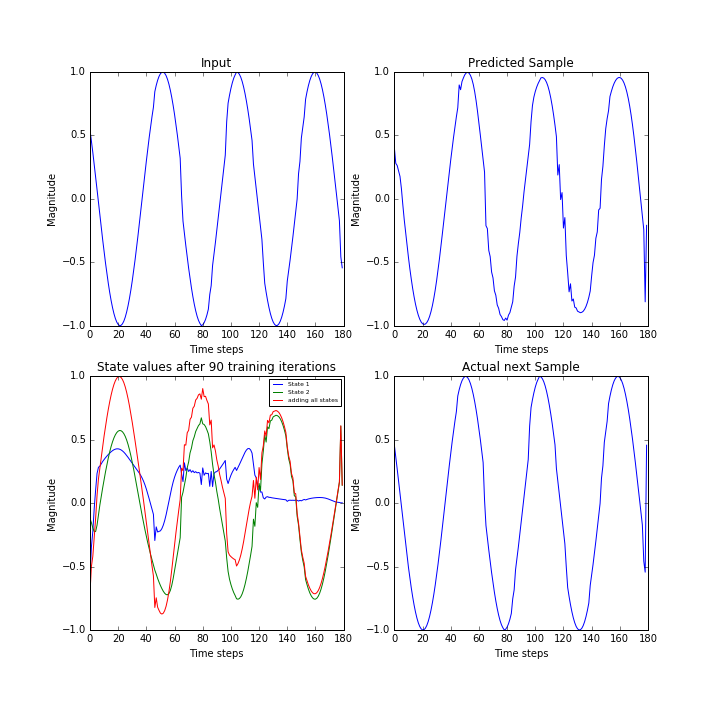 Input
Predicted Sample
1.0
0.5
0.0
−0.5
−1.0
Magnitude
0 20 40 60 80 100 120 140 160 180
Time steps
1.0
0.5
0.0
−0.5
−1.0
Magnitude
0 20 40 60 80 100 120 140 160 180
Time steps
State values after 90 training iterations
Actual next Sample
1.0
0.5
0.0
−0.5
−1.0
Magnitude
State 1
State 2
adding all states
0 20 40 60 80 100 120 140 160 180
Time steps
1.0
0.5
0.0
−0.5
−1.0
Magnitude
0 20 40 60 80 100 120 140 160 180
Time steps